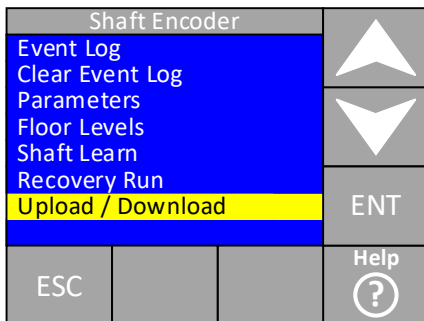 Shaft Encoder
Event Log
Clear Event Log
Parameters
Floor Levels
Shaft Learn
Recovery Run
Upload / Download
ENT
ESC
Help
?